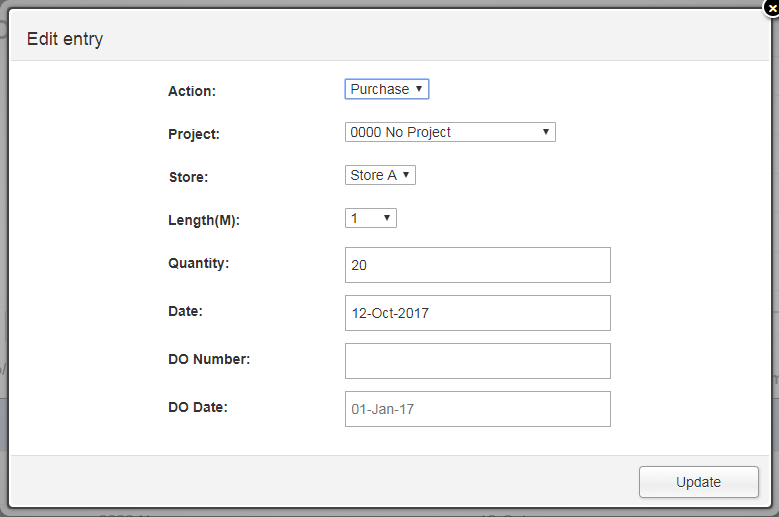 Edit entry
Action: Purchase
Project: 0000 No Project
Store: Store A
Length(M): 1
Quantity: 20
Date: 12-Oct-2017
DO Number:
DO Date: 01-Jan-17
Update